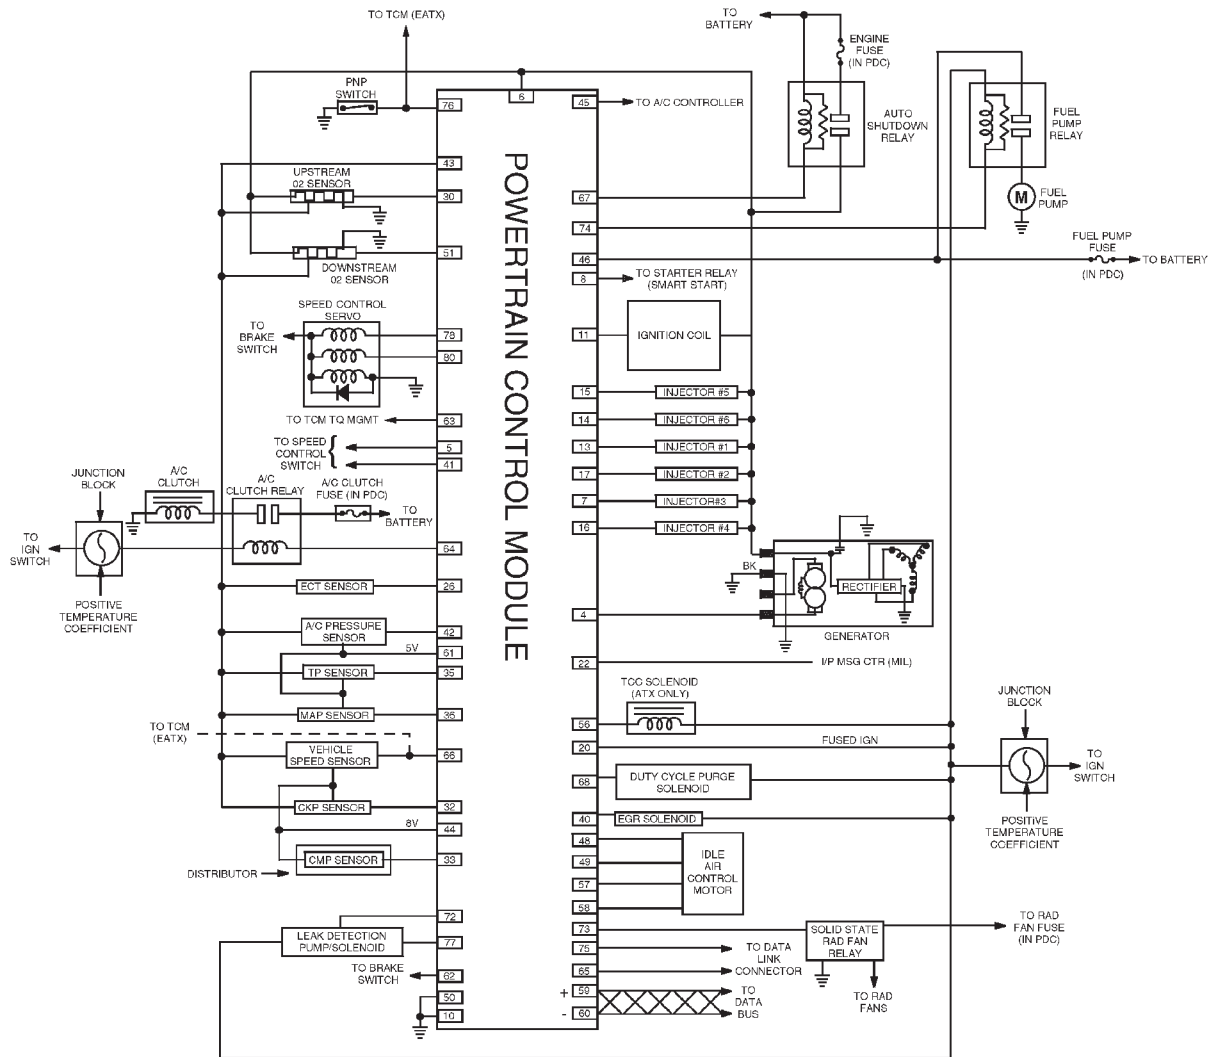 TO TCM (EATX)
TO
BATTERY
ENGINE
FUSE
(IN PDC)
PNP
SWITCH
76
6
45
TO A/C CONTROLLER
AUTO
SHUTDOWN
RELAY
FUEL
PUMP
RELAY
43
UPSTREAM
02 SENSOR
30
67
M
FUEL
PUMP
74
FUEL PUMP
FUSE
(IN PDC)
TO BATTERY
51
DOWNSTREAM
02 SENSOR
46
8
TO STARTER RELAY
(SMART START)
SPEED CONTROL
SERVO
TO
BRAKE
SWITCH
78
80
11
IGNITION COIL
POWERTRAIN CONTROL MODULE
15
INJECTOR #5
TO TCM TQ MGMT
63
14
INJECTOR #6
TO SPEED
CONTROL
SWITCH
5
41
13
INJECTOR #1
17
INJECTOR #2
7
INJECTOR#3
16
INJECTOR #4
JUNCTION
BLOCK
A/C
CLUTCH
A/C
CLUTCH RELAY
A/C CLUTCH
FUSE (IN PDC)
TO
BATTERY
TO
IGN
SWITCH
64
POSITIVE
TEMPERATURE
COEFFICIENT
BK
RECTIFIER
GENERATOR
4
ECT SENSOR
26
A/C PRESSURE
SENSOR
42
5V
61
TP SENSOR
35
22
I/P MSG CTR (MIL)
MAP SENSOR
36
TCC SOLENOID
(ATX ONLY)
56
TO TCM
(EATX)
VEHICLE
SPEED SENSOR
66
20
FUSED IGN
JUNCTION
BLOCK
TO
IGN
SWITCH
POSITIVE
TEMPERATURE
COEFFICIENT
68
DUTY CYCLE PURGE
SOLENOID
CKP SENSOR
32
8V
44
40
EGR SOLENOID
DISTRIBUTOR
CMP SENSOR
33
48
49
57
58
IDLE
AIR
CONTROL
MOTOR
72
LEAK DETECTION
PUMP/SOLENOID
77
73
SOLID STATE
RAD FAN
RELAY
TO RAD
FAN FUSE
(IN PDC)
TO RAD
FANS
75
65
TO DATA
LINK
CONNECTOR
TO BRAKE
SWITCH
62
50
10
+
59
-
60
TO
DATA
BUS